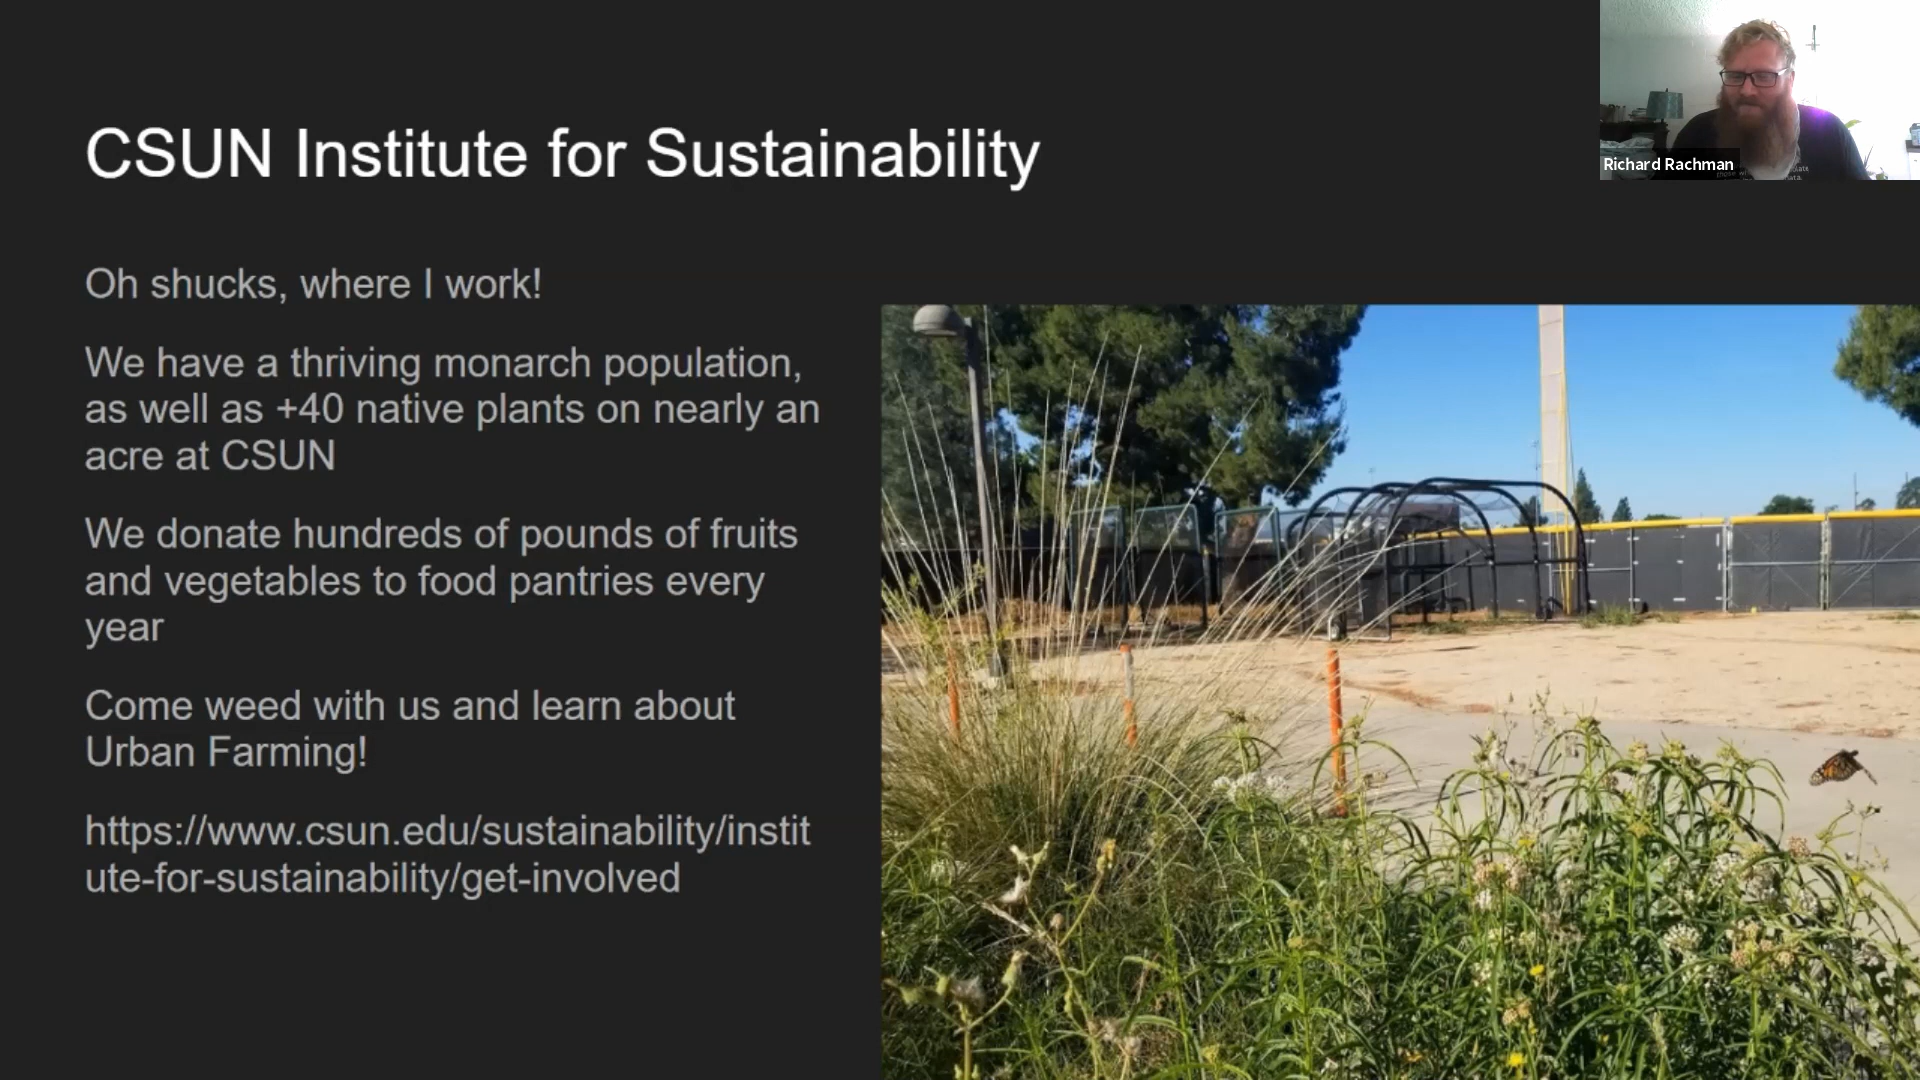 CSUN Institute for Sustainability
Oh shucks, where I work!
We have a thriving monarch population,
as well as +40 native plants on nearly an
acre at CSUN
We donate hundreds of pounds of fruits
and vegetables to food pantries every
year
Come weed with us and learn about
Urban Farming!
https://www.csun.edu/sustainability/instit
ute-for-sustainability/get-involved
Richard Rachman